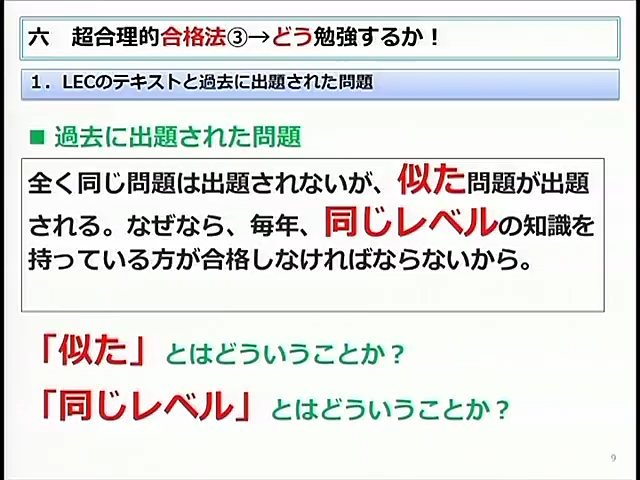 六　超合理的合格法③→どう勉強するか！
１．LECのテキストと過去に出題された問題
■ 過去に出題された問題
全く同じ問題は出題されないが、似た問題が出題
される。なぜなら、毎年、同じレベルの知識を
持っている方が合格しなければならないから。
「似た」とはどういうことか？
「同じレベル」とはどういうことか？
9